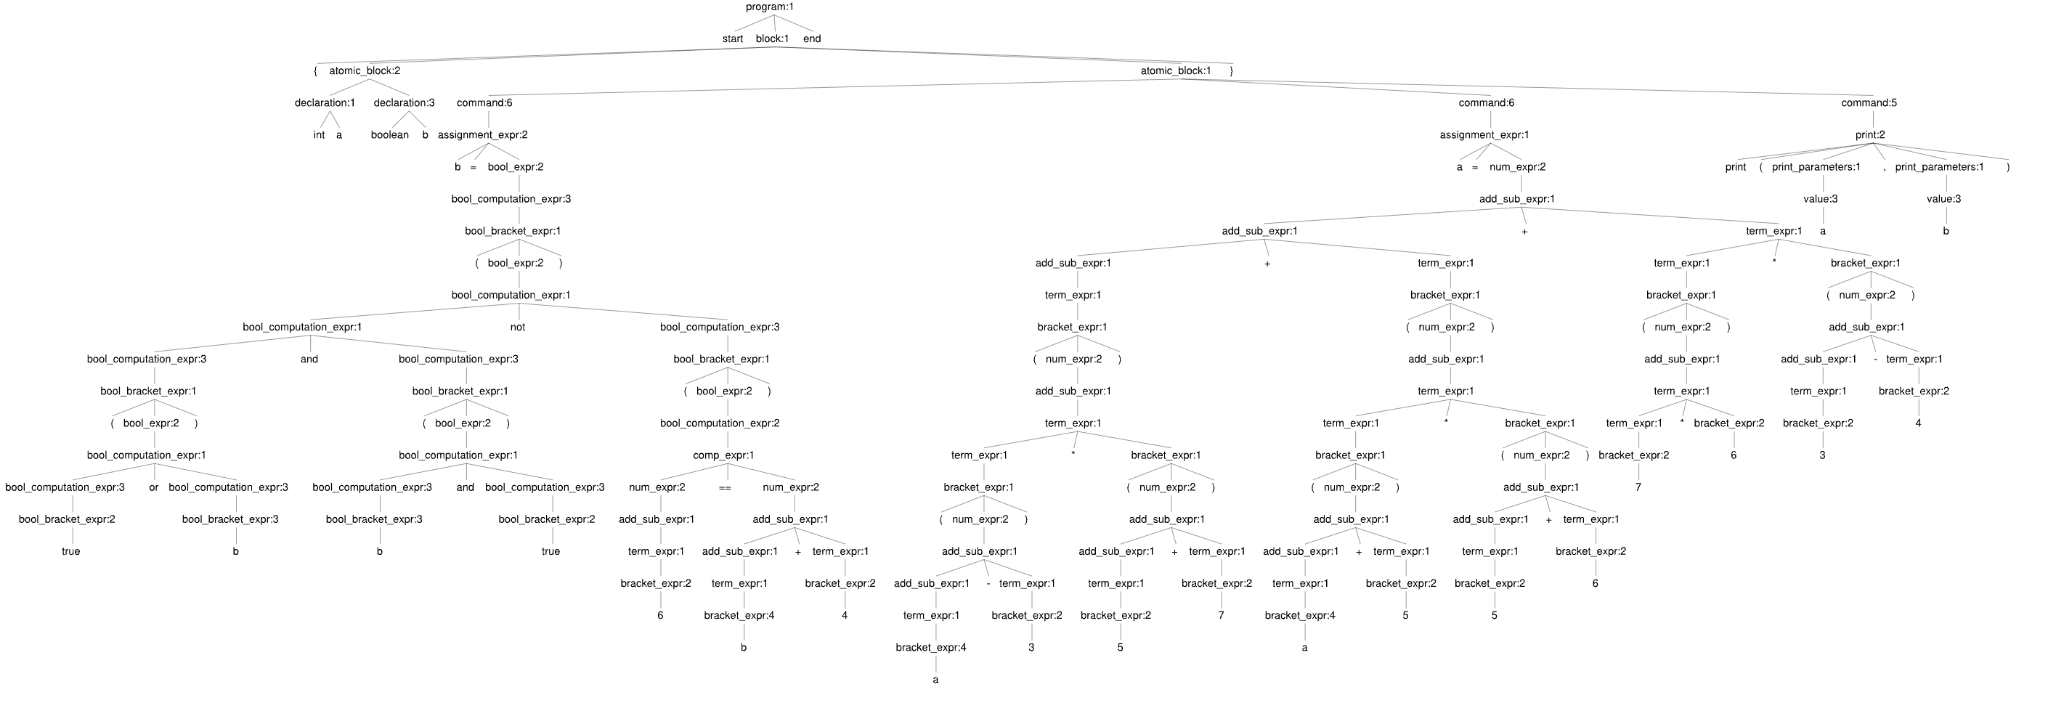 program:1
start block:1 end
{ atomic_block:2 atomic_block:1 }
declaration:1 declaration:3 command:6 command:6 command:5
int a boolean b assignment_expr:2 assignment_expr:1 print:2
b = bool_expr:2 a = num_expr:2 print ( print_parameters:1 , print_parameters:1 )
bool_computation_expr:3 add_sub_expr:1 value:3 value:3
bool_bracket_expr:1 add_sub_expr:1 + term_expr:1 a b
( bool_expr:2 ) add_sub_expr:1 + term_expr:1 term_expr:1 * bracket_expr:1
bool_computation_expr:1 term_expr:1 bracket_expr:1 bracket_expr:1 ( num_expr:2 )
bool_computation_expr:1 not bool_computation_expr:3 bracket_expr:1 ( num_expr:2 ) ( num_expr:2 ) add_sub_expr:1
bool_computation_expr:3 and bool_computation_expr:3 bool_bracket_expr:1 ( num_expr:2 ) add_sub_expr:1 add_sub_expr:1 add_sub_expr:1 - term_expr:1
bool_bracket_expr:1 bool_bracket_expr:1 ( bool_expr:2 ) add_sub_expr:1 term_expr:1 term_expr:1 term_expr:1 bracket_expr:2
( bool_expr:2 ) ( bool_expr:2 ) bool_computation_expr:2 term_expr:1 term_expr:1 * bracket_expr:1 term_expr:1 * bracket_expr:2 bracket_expr:2 4
bool_computation_expr:1 bool_computation_expr:1 comp_expr:1 term_expr:1 * bracket_expr:1 bracket_expr:1 ( num_expr:2 ) bracket_expr:2 6 3
bool_computation_expr:3 or bool_computation_expr:3 bool_computation_expr:3 and bool_computation_expr:3 num_expr:2 == num_expr:2 bracket_expr:1 ( num_expr:2 ) ( num_expr:2 ) add_sub_expr:1 7
bool_bracket_expr:2 bool_bracket_expr:3 bool_bracket_expr:3 bool_bracket_expr:2 add_sub_expr:1 add_sub_expr:1 ( num_expr:2 ) add_sub_expr:1 add_sub_expr:1 add_sub_expr:1 + term_expr:1
true b b true term_expr:1 add_sub_expr:1 + term_expr:1 add_sub_expr:1 add_sub_expr:1 + term_expr:1 add_sub_expr:1 + term_expr:1 term_expr:1 bracket_expr:2
bracket_expr:2 term_expr:1 bracket_expr:2 add_sub_expr:1 - term_expr:1 term_expr:1 bracket_expr:2 term_expr:1 bracket_expr:2 bracket_expr:2 6
6 bracket_expr:4 4 term_expr:1 bracket_expr:2 bracket_expr:2 7 bracket_expr:4 5 5
b bracket_expr:4 3 5 a
a